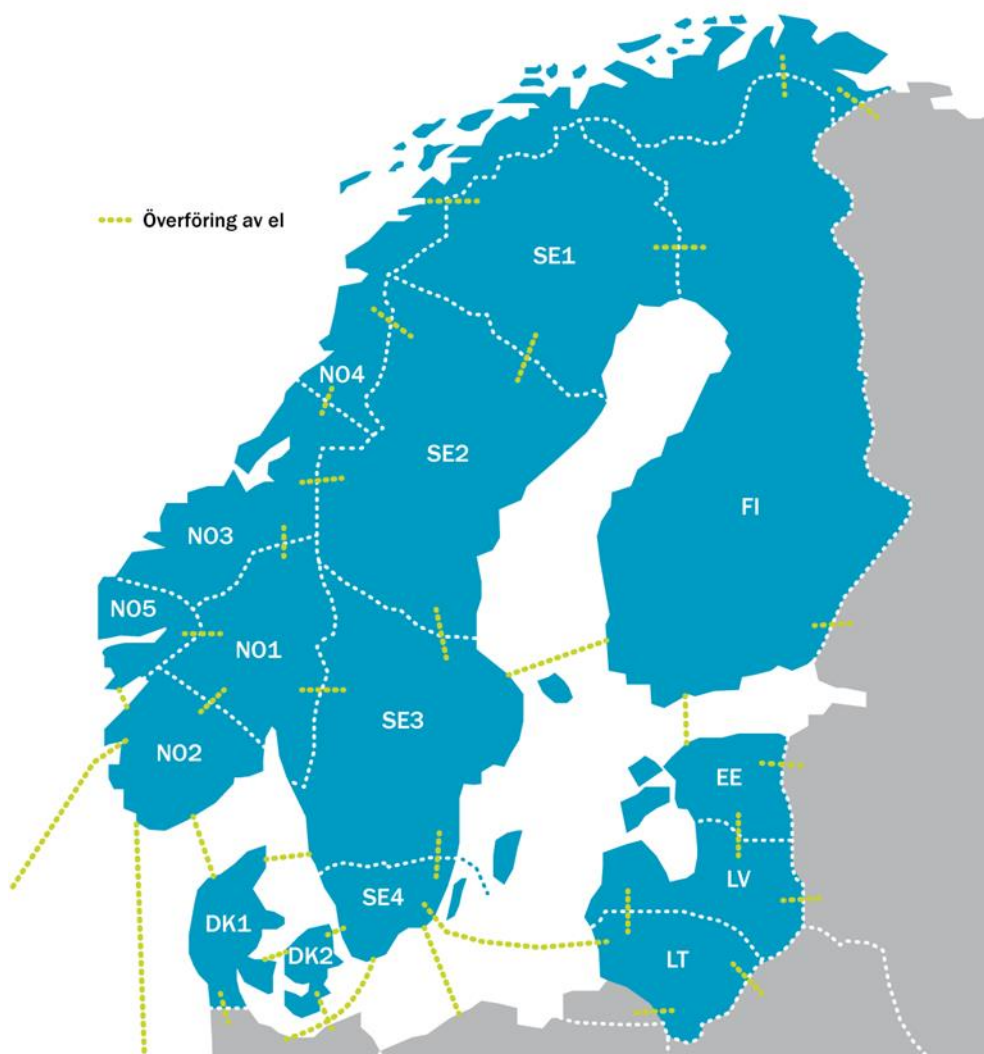 Överföring av el
SE1
NO4
SE2
FI
NO3
NO5
NO1
SE3
NO2
EE
LV
SE4
DK1
DK2
LT